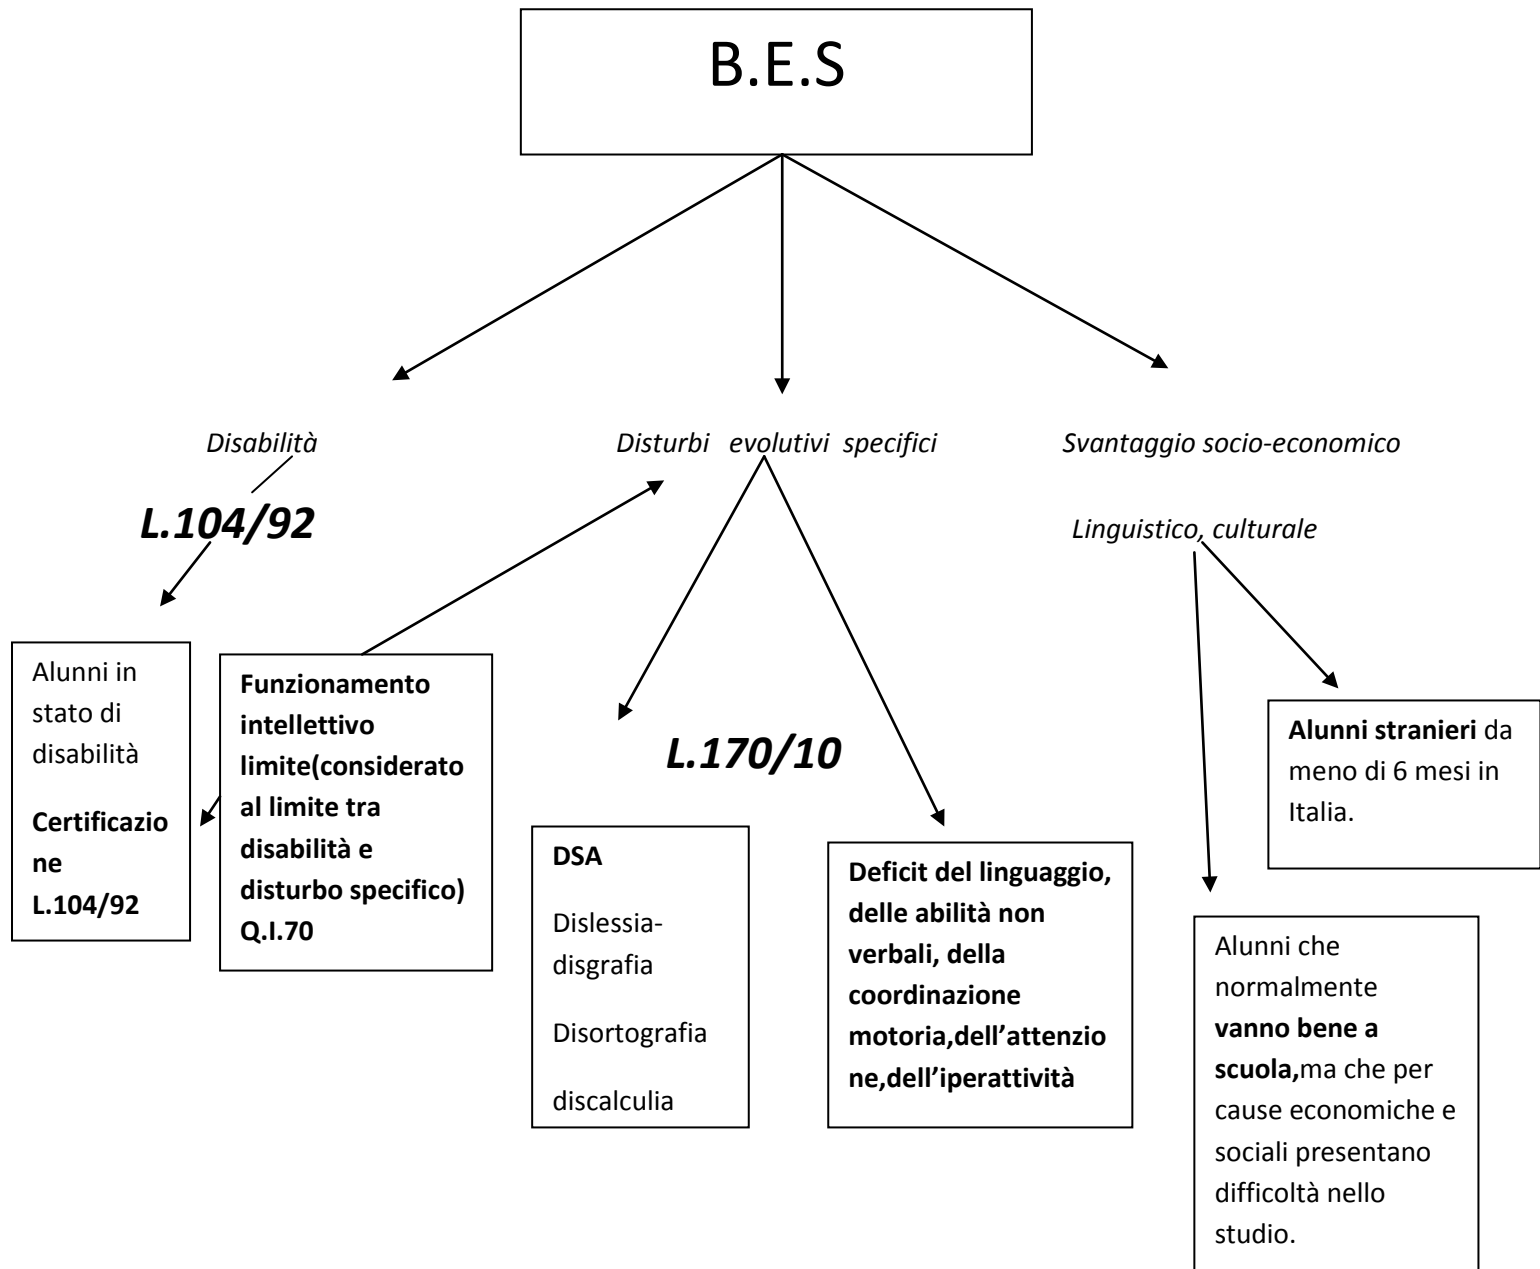 B.E.S
Disabilità
Disturbi evolutivi specifici
Svantaggio socio-economico
L.104/92
Linguistico, culturale
Alunni in
stato di
disabilità
Certificazio
ne
L.104/92
Funzionamento
intellettivo
limite(considerato
al limite tra
disabilità e
disturbo specifico)
Q.I.70
L.170/10
DSA
Dislessia-
disgrafia
Disortografia
discalculia
Deficit del linguaggio,
delle abilità non
verbali, della
coordinazione
motoria,dell’attenzio
ne,dell’iperattività
Alunni stranieri da
meno di 6 mesi in
Italia.
Alunni che
normalmente
vanno bene a
scuola,ma che per
cause economiche e
sociali presentano
difficoltà nello
studio.